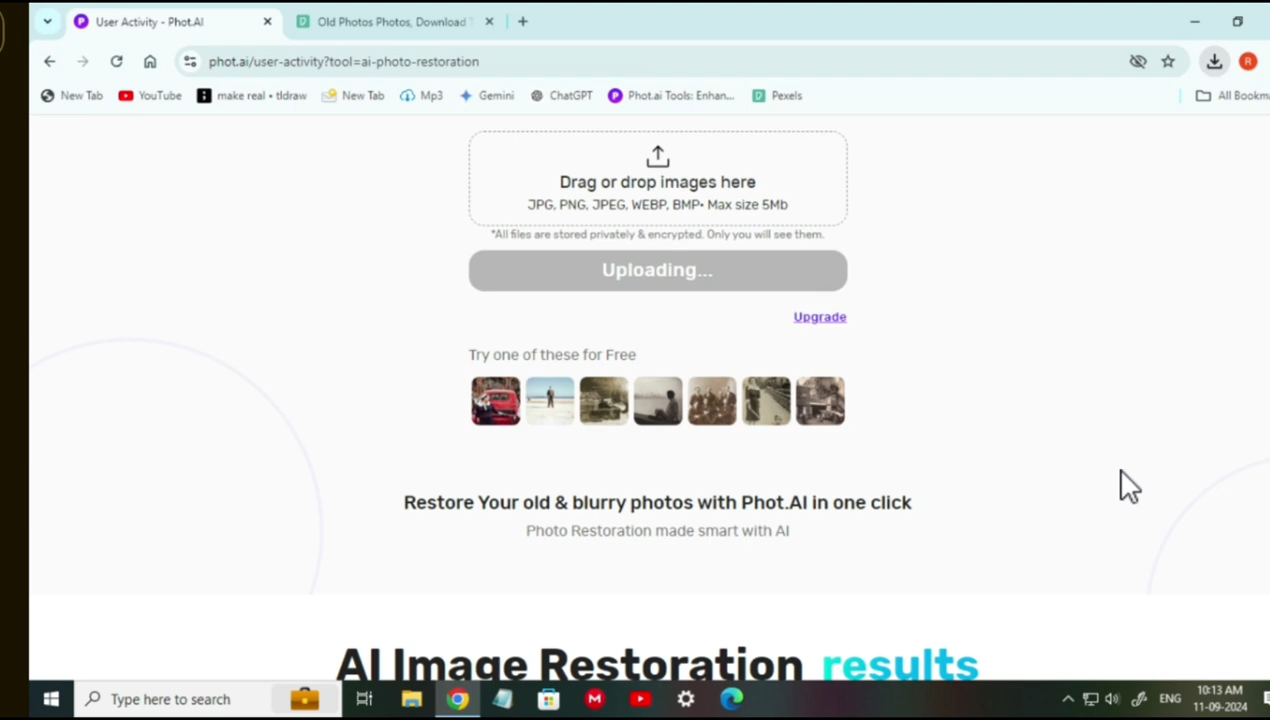 User Activity - Phot.AI
Old Photos Photos, Download
phot.ai/user-activity?tool=ai-photo-restoration
R
New Tab
YouTube
make real • tldraw
New Tab
Mp3
Gemini
ChatGPT
Phot.ai Tools: Enhan...
Pexels
All Bookma
Drag or drop images here
JPG, PNG, JPEG, WEBP, BMP• Max size 5Mb
*All files are stored privately & encrypted. Only you will see them.
Uploading...
Upgrade
Try one of these for Free
Restore Your old & blurry photos with Phot.AI in one click
Photo Restoration made smart with AI
AI Image Restoration results
Type here to search
ENG
10:13 AM
11-09-2024